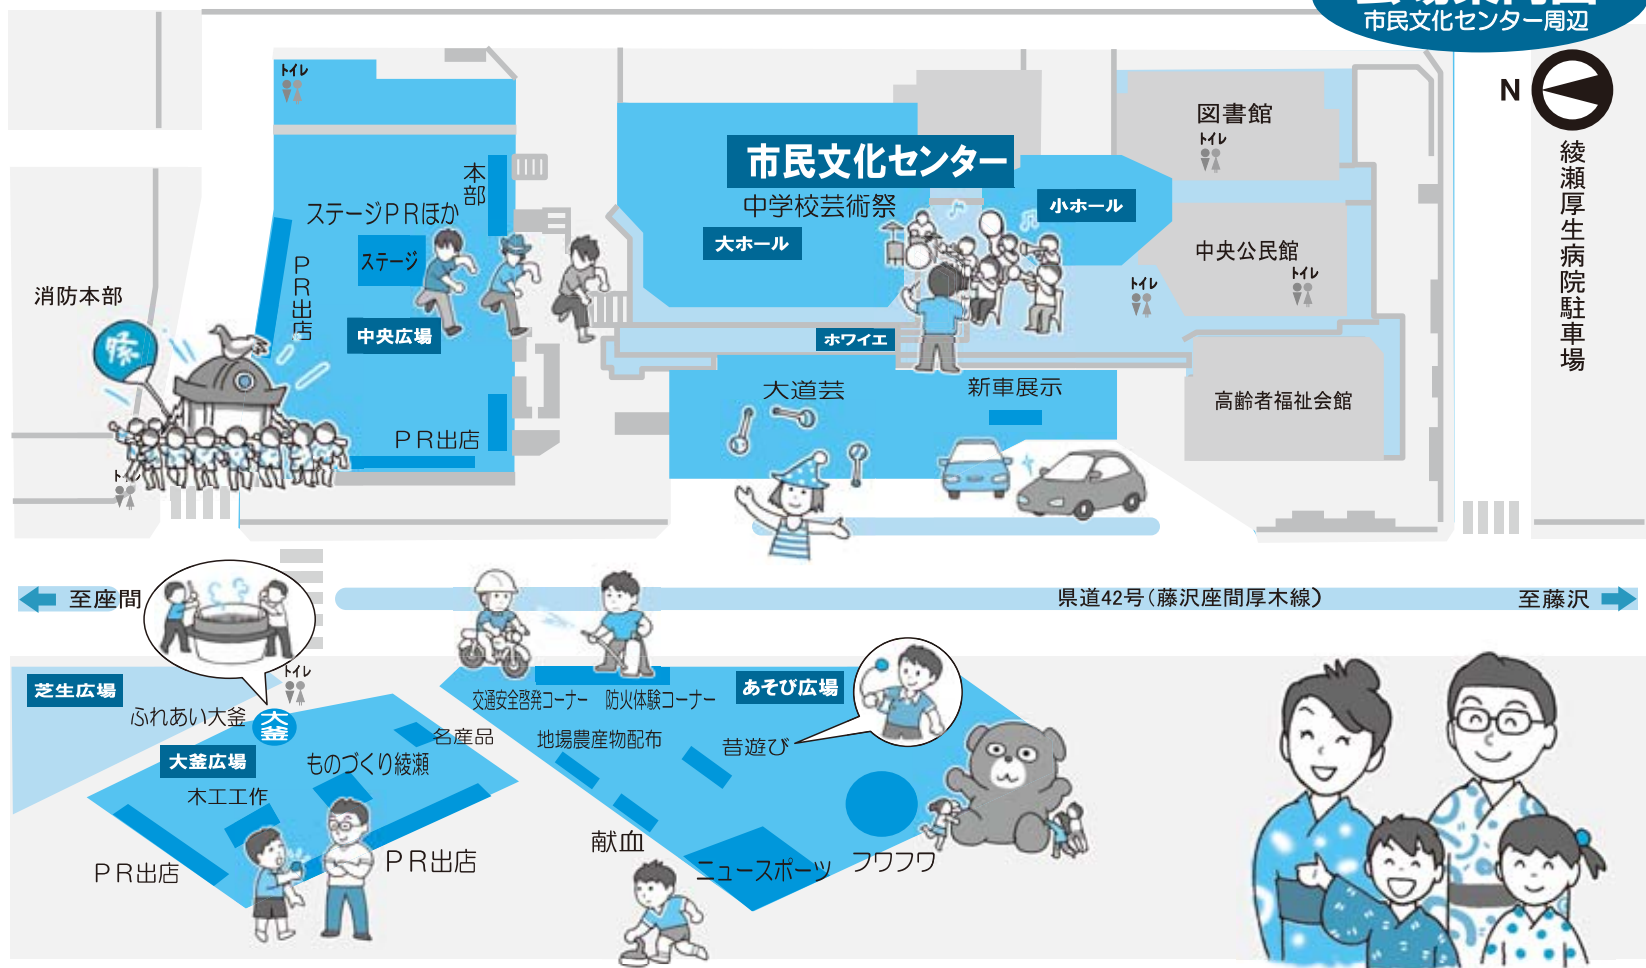 会場案内図
市民文化センター周辺
N
綾瀬厚生病院駐車場
トイレ
本部
ステージPRほか
ステージ
PR出店
中央広場
PR出店
消防本部
祭
トイレ
市民文化センター
中学校芸術祭
大ホール
小ホール
ホワイエ
トイレ
図書館
トイレ
中央公民館
トイレ
高齢者福祉会館
大道芸
新車展示
至座間
県道42号(藤沢座間厚木線)
至藤沢
芝生広場
トイレ
ふれあい大釜
大釜
大釜広場
名産品
ものづくり綾瀬
木工工作
PR出店
PR出店
交通安全啓発コーナー
防火体験コーナー
あそび広場
地場農産物配布
昔遊び
献血
ニュースポーツ
フワフワ